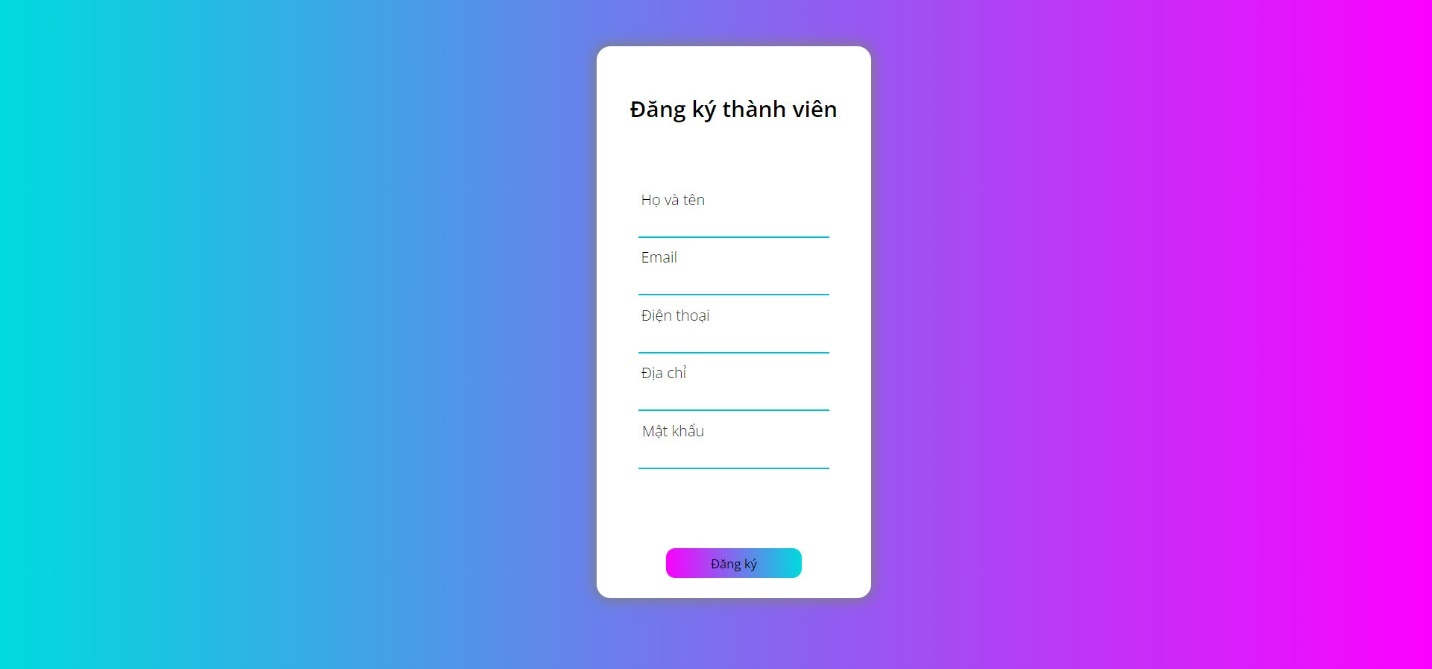 Đăng ký thành viên
Họ và tên
Email
Điện thoại
Địa chỉ
Mật khẩu
Đăng ký